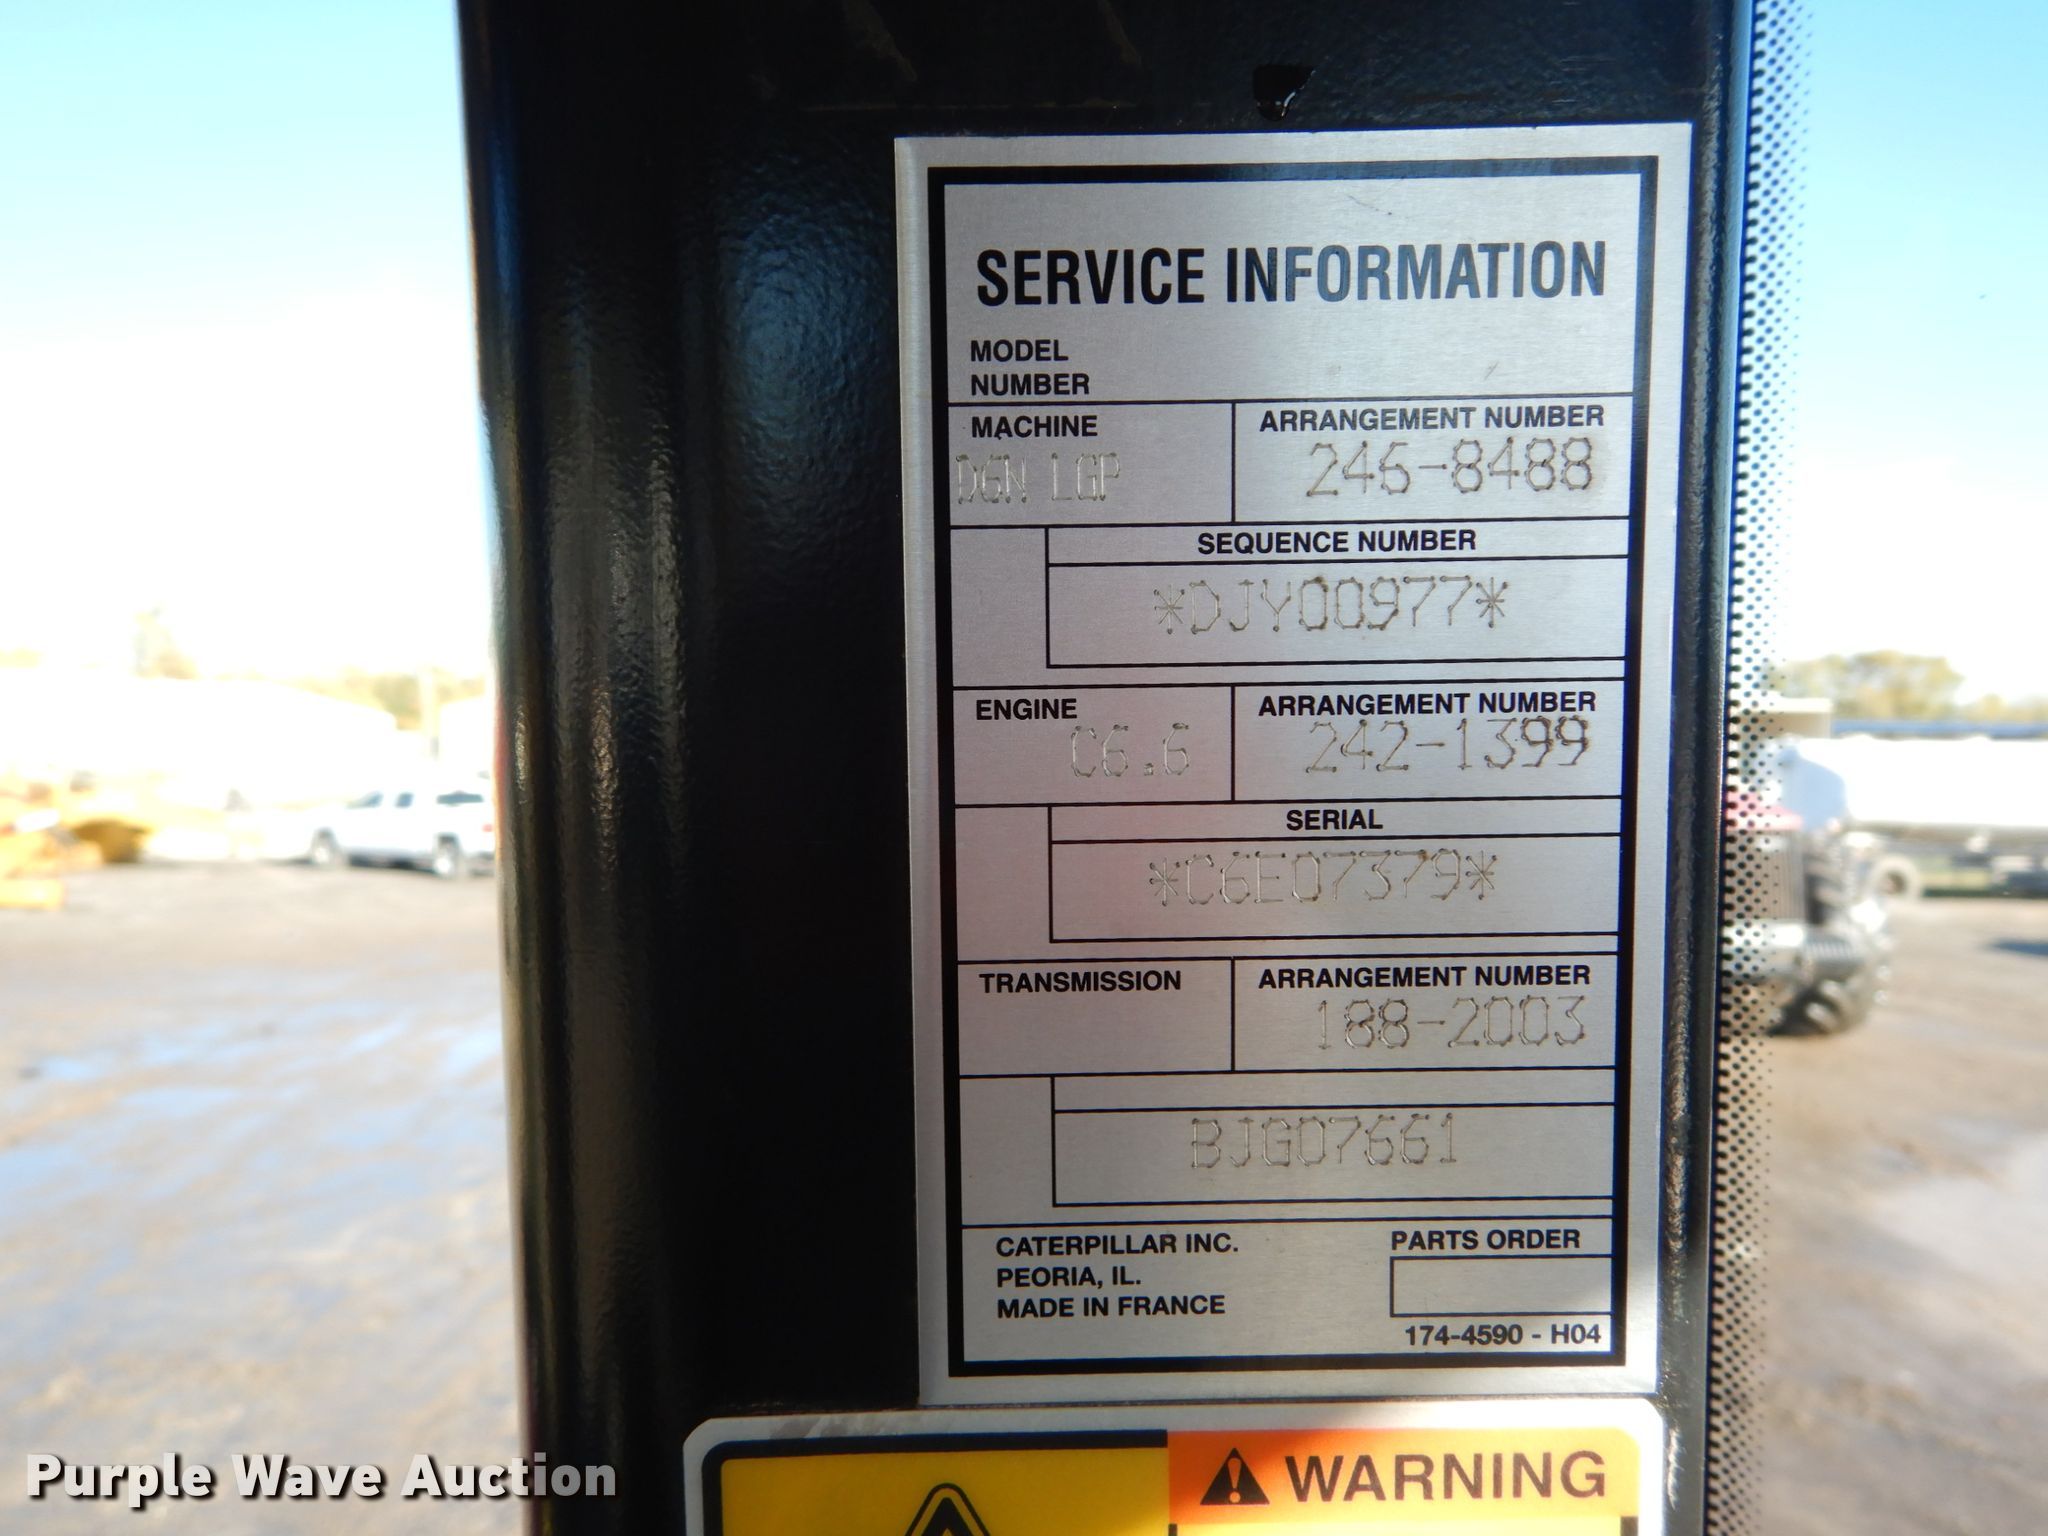 SERVICE INFORMATION
MODEL
NUMBER
MACHINE
D6N LGP
ARRANGEMENT NUMBER
246-8488
SEQUENCE NUMBER
*DJY00977*
ENGINE
C6.6
ARRANGEMENT NUMBER
242-1399
SERIAL
*C6E07379*
TRANSMISSION
ARRANGEMENT NUMBER
188-2003
BJG07661
CATERPILLAR INC.
PEORIA, IL.
MADE IN FRANCE
PARTS ORDER
174-4590 - H04
WARNING
Purple Wave Auction